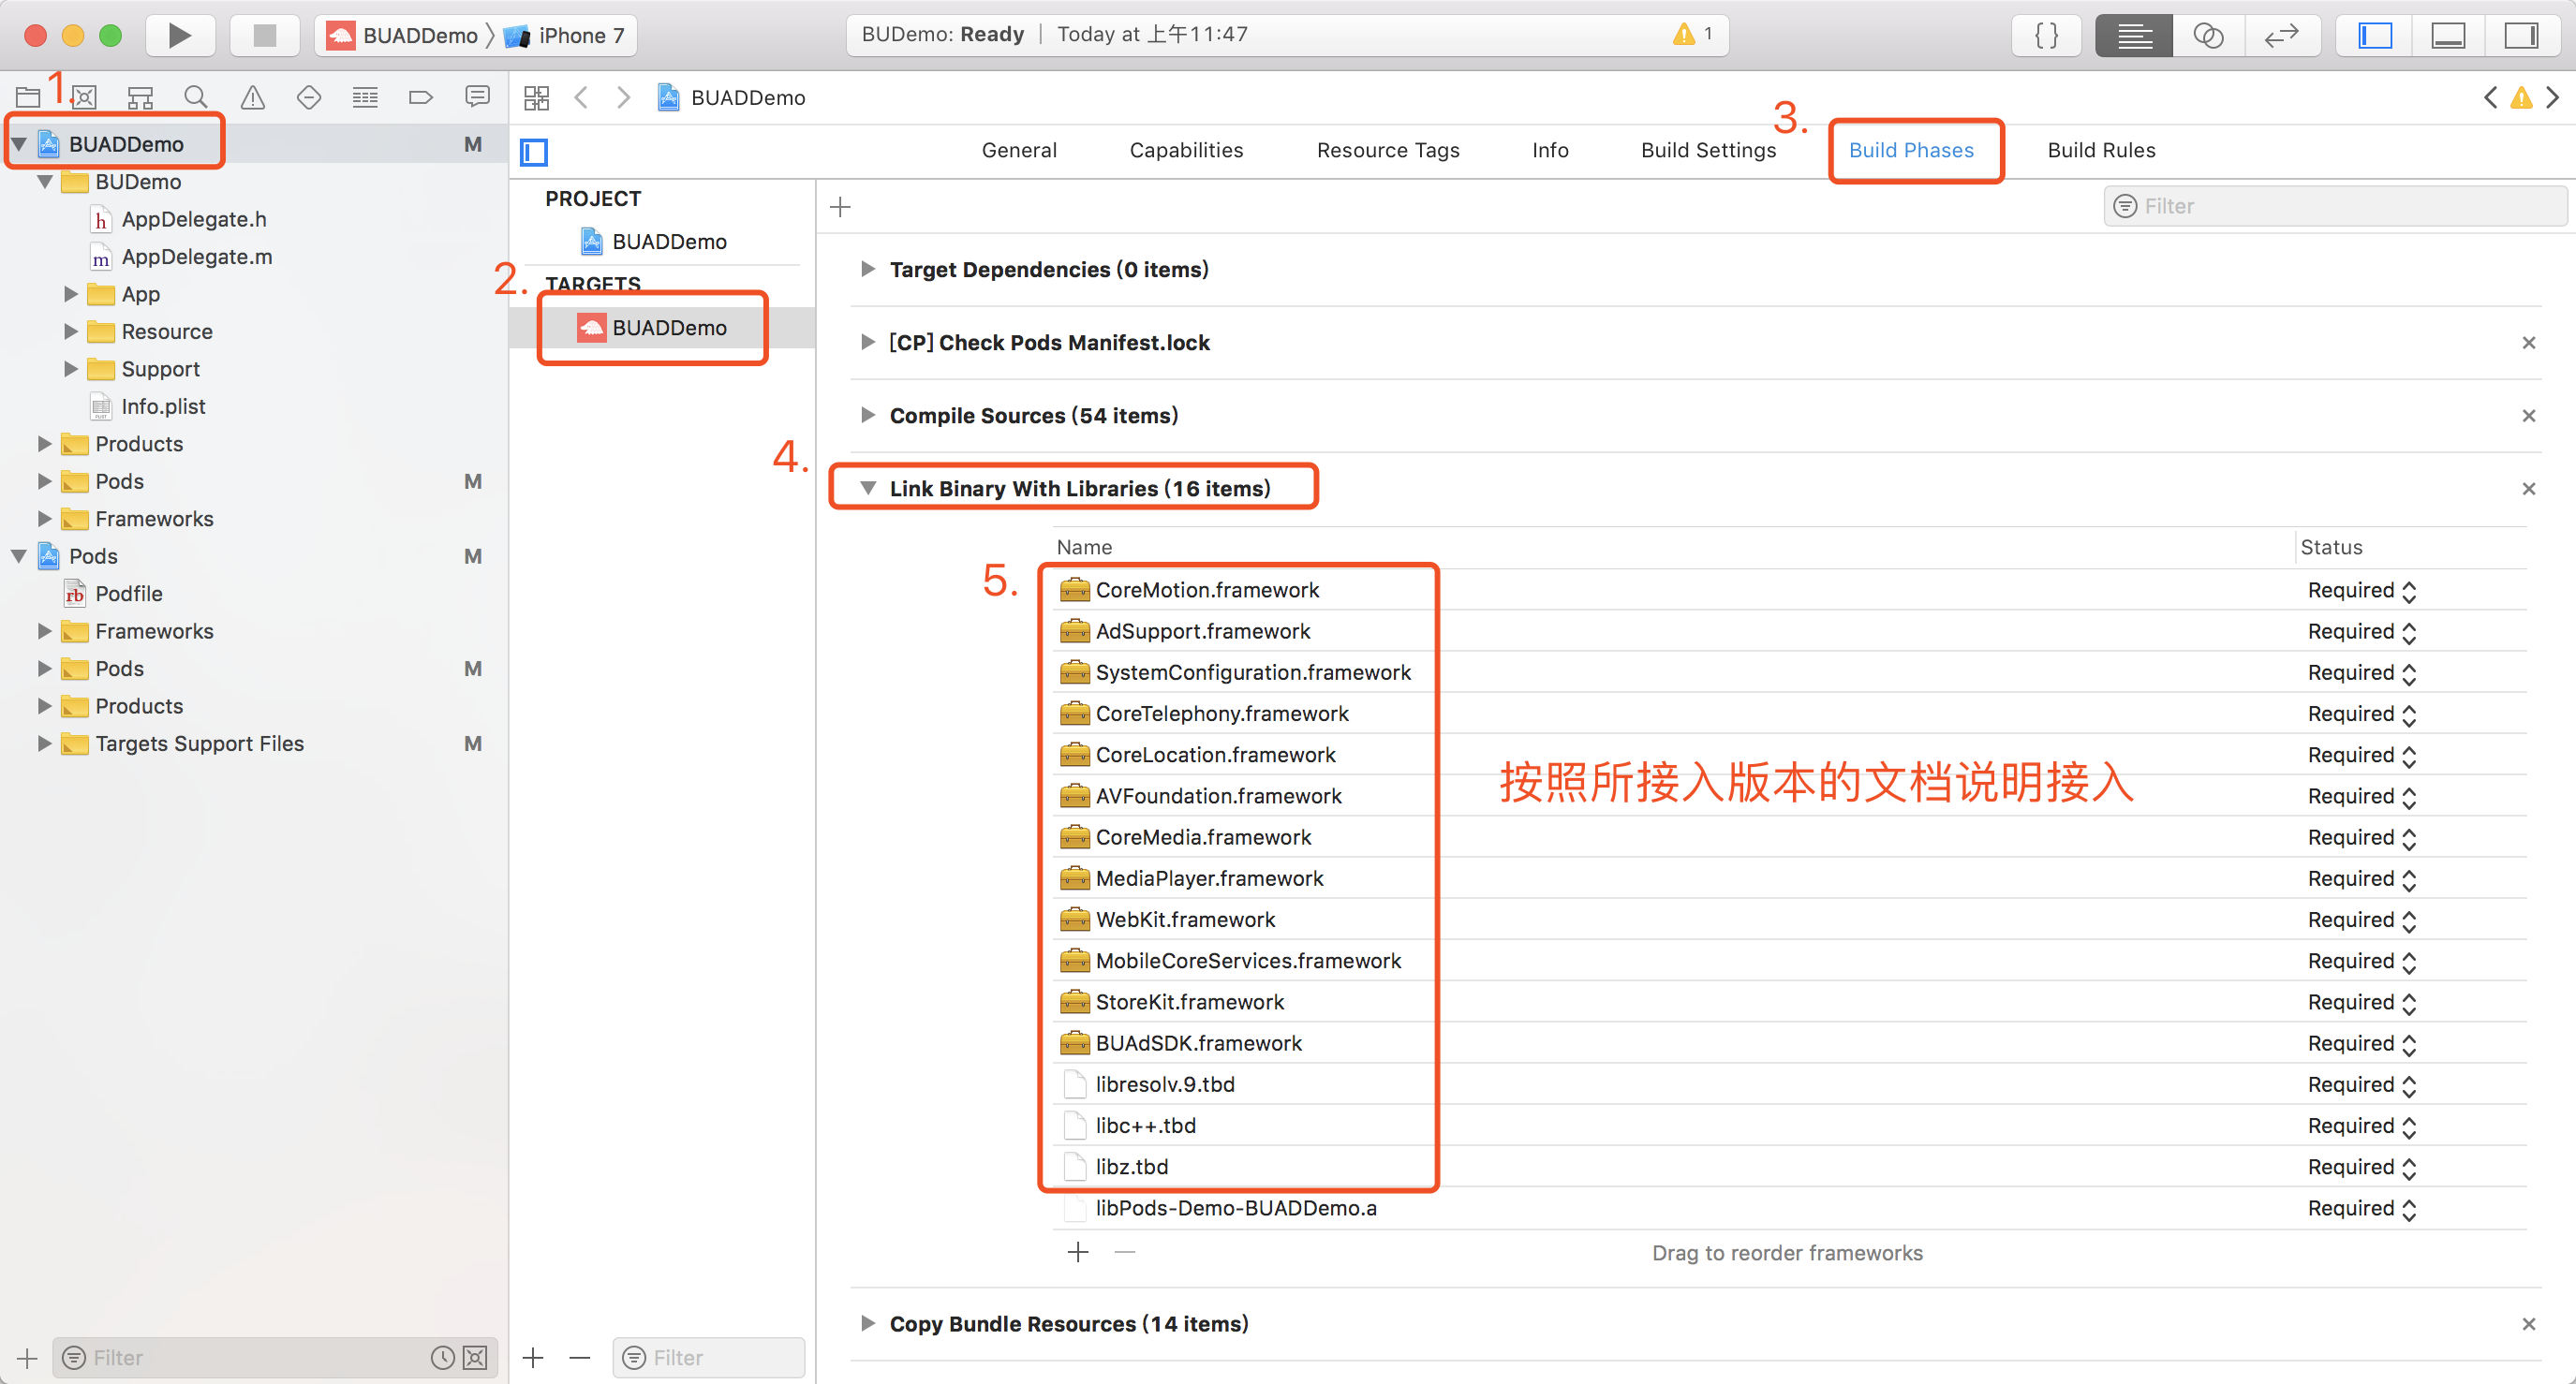 BUADDemo
iPhone 7
BUDemo: Ready | Today at 上午11:47
1
1.
BUADDemo M
BUDemo
AppDelegate.h
AppDelegate.m
App
Resource
Support
Info.plist
Products
Pods M
Frameworks
Pods M
Podfile
Frameworks
Pods M
Products
Targets Support Files M
Filter
BUADDemo
3.
General Capabilities Resource Tags Info Build Settings Build Phases Build Rules
PROJECT
BUADDemo
2.
TARGETS
BUADDemo
Filter
Filter
Target Dependencies (0 items)
[CP] Check Pods Manifest.lock
Compile Sources (54 items)
4.
Link Binary With Libraries (16 items)
Name Status
5.
CoreMotion.framework Required
AdSupport.framework Required
SystemConfiguration.framework Required
CoreTelephony.framework Required
CoreLocation.framework Required
按照所接入版本的文档说明接入
AVFoundation.framework Required
CoreMedia.framework Required
MediaPlayer.framework Required
WebKit.framework Required
MobileCoreServices.framework Required
StoreKit.framework Required
BUAdSDK.framework Required
libresolv.9.tbd Required
libc++.tbd Required
libz.tbd Required
libPods-Demo-BUADDemo.a Required
Drag to reorder frameworks
Copy Bundle Resources (14 items)